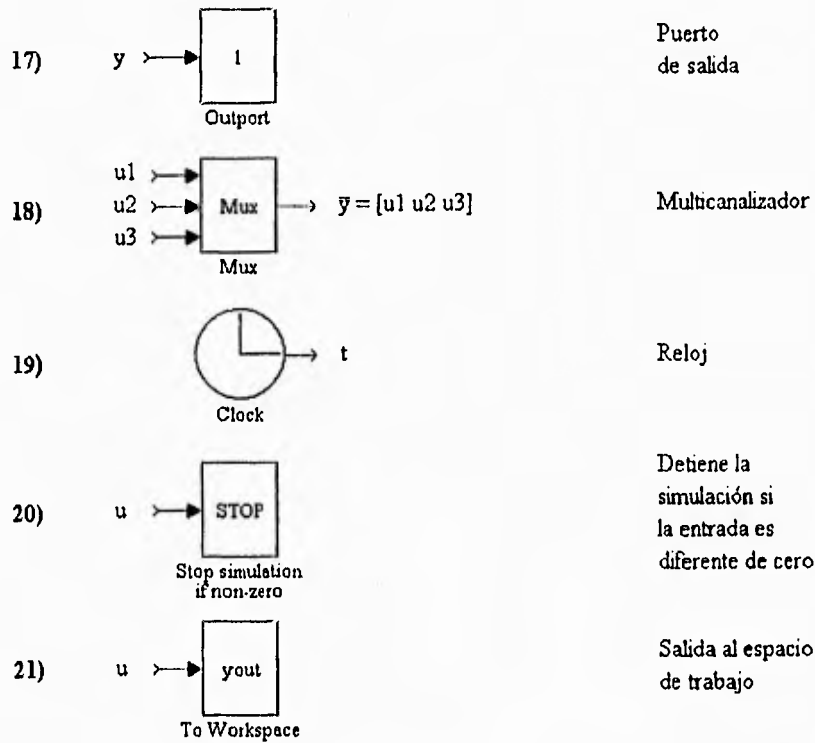 17) y 1 Puerto
de salida
Outport
18) u1
u2 Mux ȳ = [u1 u2 u3] Multicanalizador
u3
Mux
19) t Reloj
Clock
20) u STOP Detiene la
simulación si
la entrada es
diferente de cero
Stop simulation
if non-zero
21) u yout Salida al espacio
de trabajo
To Workspace